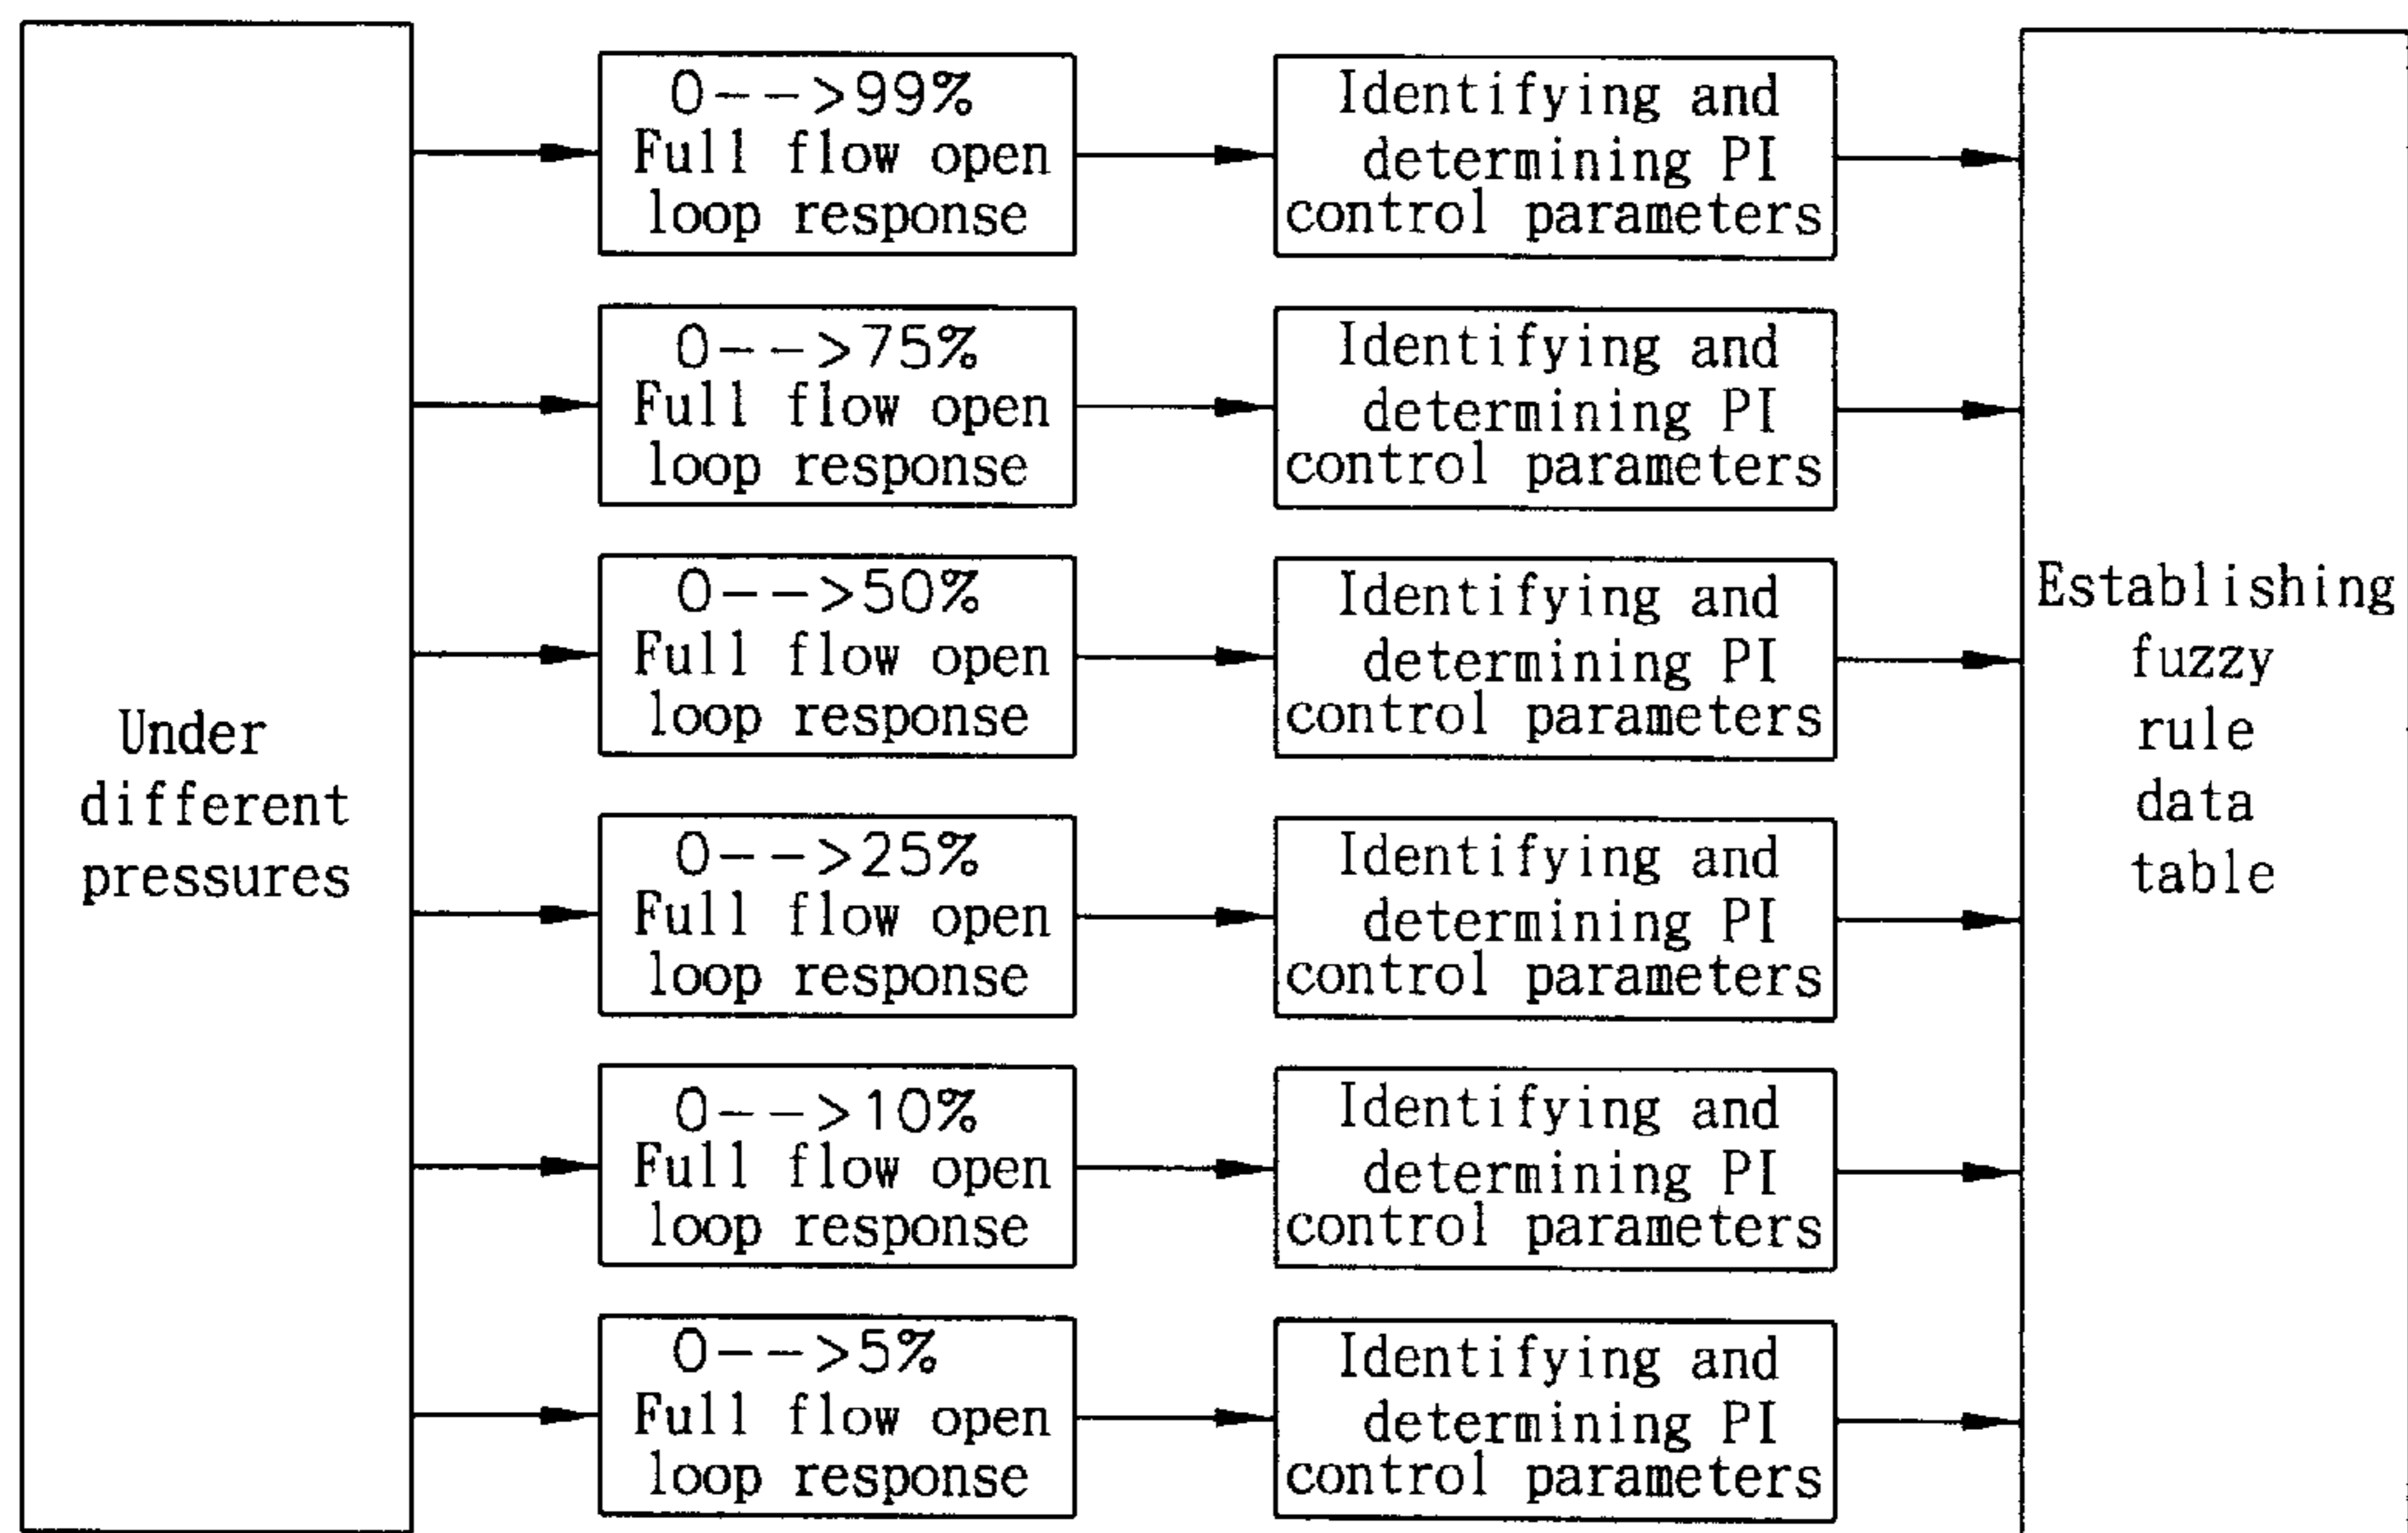 Under
different
pressures
0-->99%
Full flow open
loop response
Identifying and
determining PI
control parameters
0-->75%
Full flow open
loop response
Identifying and
determining PI
control parameters
0-->50%
Full flow open
loop response
Identifying and
determining PI
control parameters
0-->25%
Full flow open
loop response
Identifying and
determining PI
control parameters
0-->10%
Full flow open
loop response
Identifying and
determining PI
control parameters
0-->5%
Full flow open
loop response
Identifying and
determining PI
control parameters
Establishing
fuzzy
rule
data
table